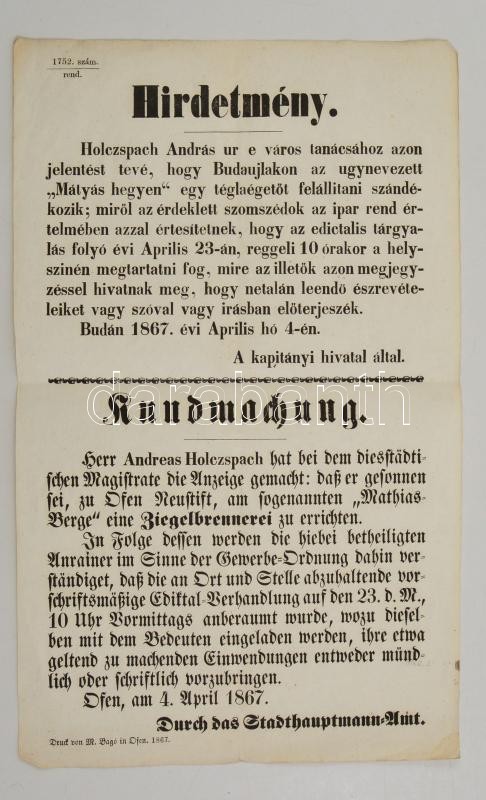 1752. szám.
rend.
Hirdetmény.
Holczspach András ur e város tanácsához azon
jelentést tevé, hogy Budaujlakon az ugynevezett
„Mátyás hegyen“ egy téglaégetőt felállitani szándé-
kozik; miről az érdeklett szomszédok az ipar rend ér-
telmében azzal értesítetnek, hogy az edictalis tárgya-
lás folyó évi Aprilis 23-án, reggeli 10 órakor a hely-
szinén megtartatni fog, mire az illetők azon megjegy-
zéssel hivatnak meg, hogy netalán leendő észrevéte-
leiket vagy szóval vagy irásban előterjeszék.
Budán 1867. évi Aprilis hó 4-én.
A kapitányi hivatal által.
darabanth
Kundmachung.
Herr Andreas Holczspach hat bei dem diesstädti-
schen Magistrate die Anzeige gemacht: daß er gesonnen
sei, zu Ofen Neustift, am sogenannten „Mathias-
Berge“ eine Ziegelbrennerei zu errichten.
In Folge dessen werden die hiebei betheiligten
Anrainer im Sinne der Gewerbe-Ordnung dahin ver-
ständiget, daß die an Ort und Stelle abzuhaltende vor-
schriftsmäßige Ediktal-Verhandlung auf den 23. d. M.,
10 Uhr Vormittags anberaumt wurde, wozu diesel-
ben mit dem Bedeuten eingeladen werden, ihre etwa
geltend zu machenden Einwendungen entweder münd-
lich oder schriftlich vorzubringen.
Ofen, am 4. April 1867.
Durch das Stadthauptmann-Amt.
Druck von M. Bagó in Ofen. 1867.